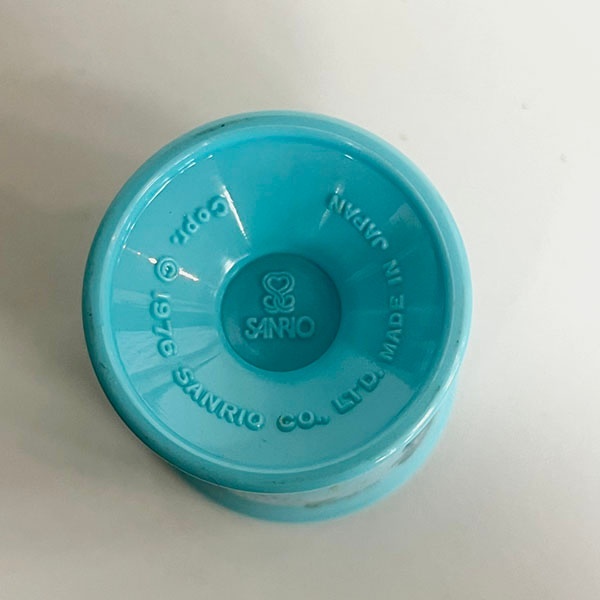 Copr. © 1976 SANRIO CO., LTD. MADE IN JAPAN
SANRIO